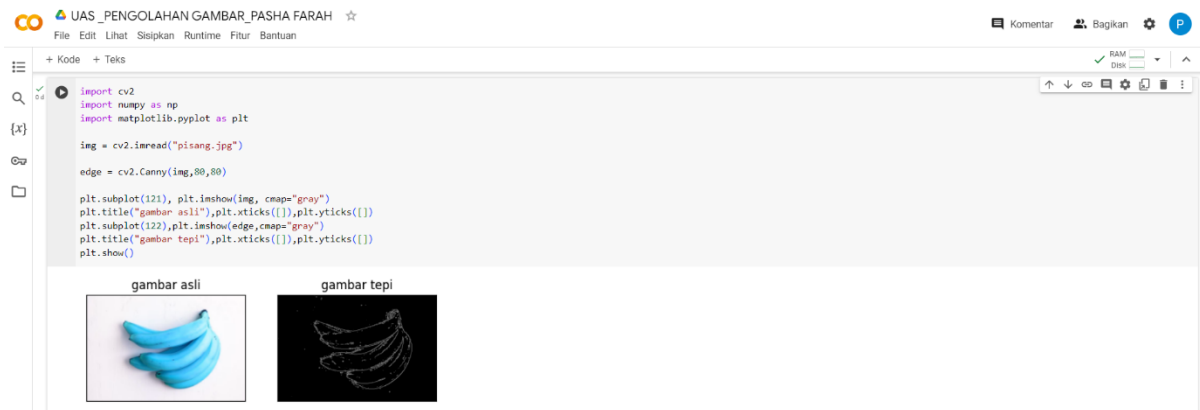 UAS _PENGOLAHAN GAMBAR_PASHA FARAH
File Edit Lihat Sisipkan Runtime Fitur Bantuan
Komentar Bagikan P
+ Kode + Teks
RAM
Disk
{x}
0 d
import cv2
import numpy as np
import matplotlib.pyplot as plt
img = cv2.imread("pisang.jpg")
edge = cv2.Canny(img,80,80)
plt.subplot(121), plt.imshow(img, cmap="gray")
plt.title("gambar asli"),plt.xticks([]),plt.yticks([])
plt.subplot(122),plt.imshow(edge,cmap="gray")
plt.title("gambar tepi"),plt.xticks([]),plt.yticks([])
plt.show()
gambar asli gambar tepi